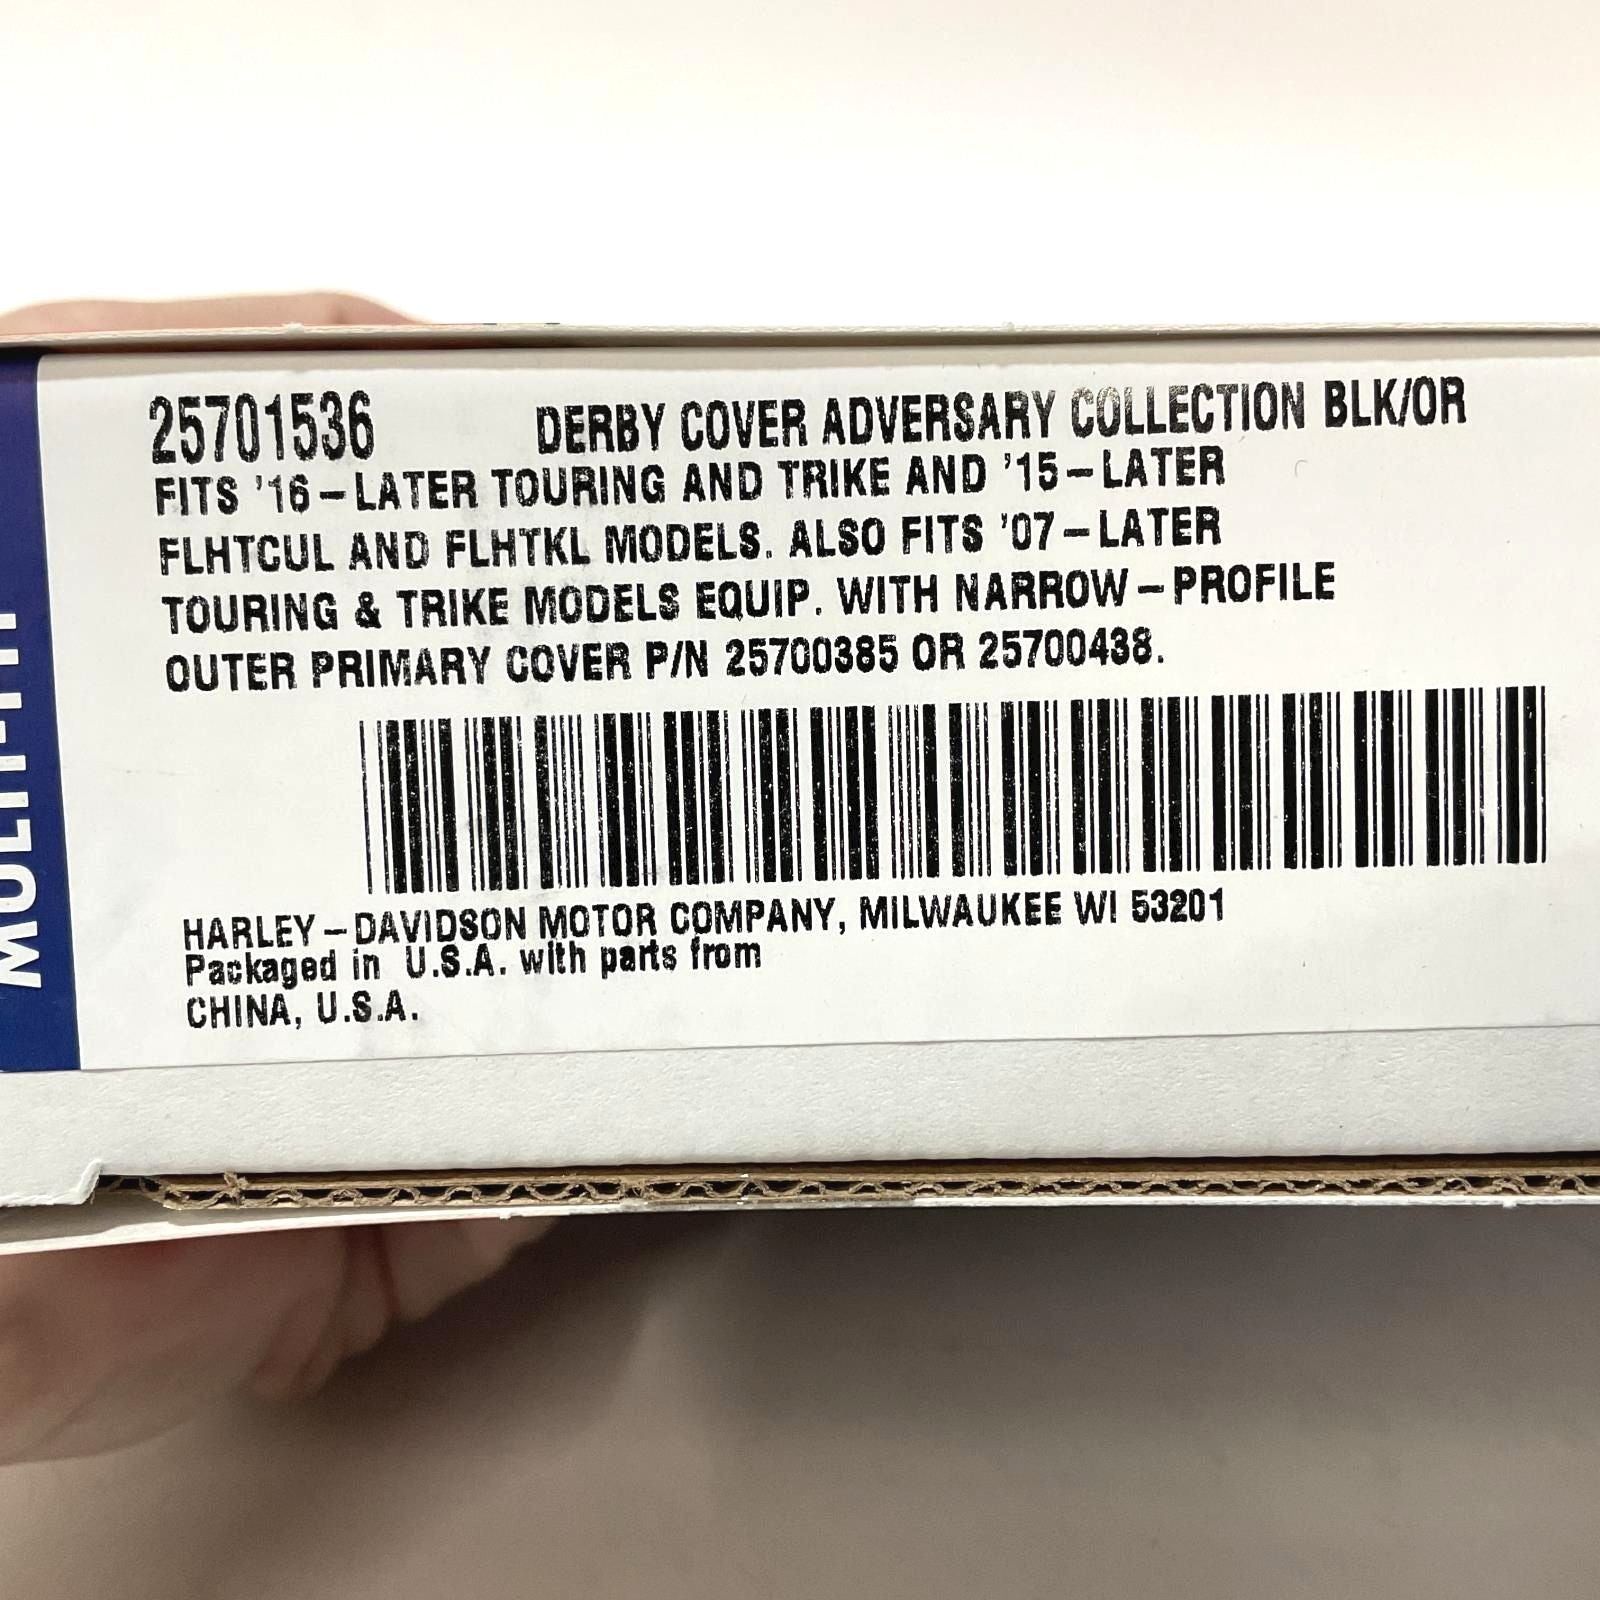 25701536 DERBY COVER ADVERSARY COLLECTION BLK/OR
FITS '16-LATER TOURING AND TRIKE AND '15-LATER
FLHTCUL AND FLHTKL MODELS. ALSO FITS '07-LATER
TOURING & TRIKE MODELS EQUIP. WITH NARROW-PROFILE
OUTER PRIMARY COVER P/N 25700385 OR 25700438.
HARLEY-DAVIDSON MOTOR COMPANY, MILWAUKEE WI 53201
Packaged in U.S.A. with parts from
CHINA, U.S.A.